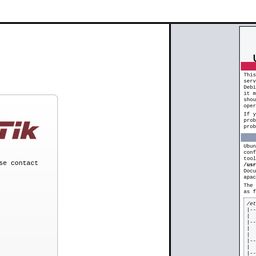 Tik
se contact
U
This
serv
Debi
it m
shou
oper
If y
prob
prob
Ubun
conf
tool
/usr
Docu
apac
The
as f
/et
|--
|
|--
|
|
|--
|
|--